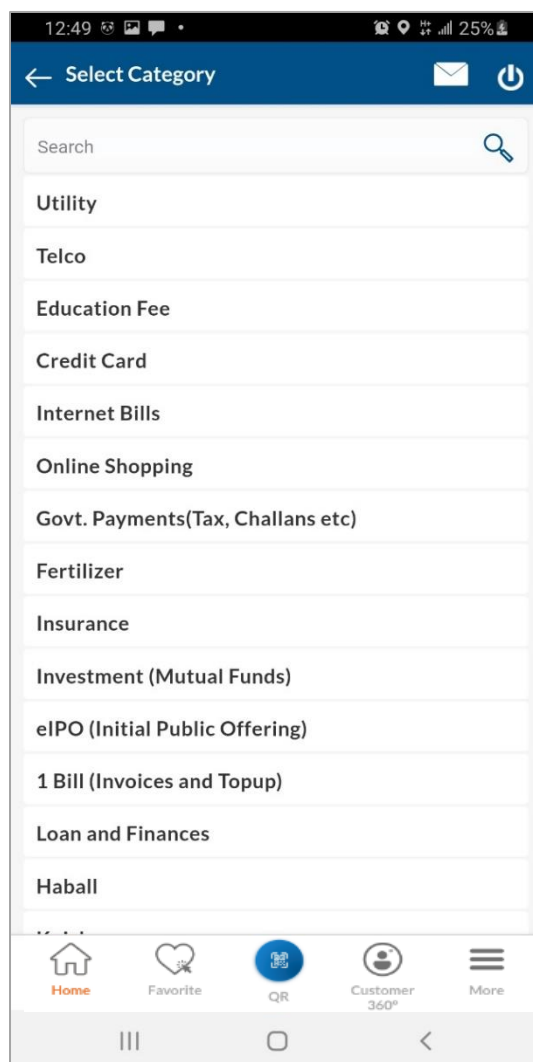 12:49
25%
Select Category
Search
Utility
Telco
Education Fee
Credit Card
Internet Bills
Online Shopping
Govt. Payments(Tax, Challans etc)
Fertilizer
Insurance
Investment (Mutual Funds)
eIPO (Initial Public Offering)
1 Bill (Invoices and Topup)
Loan and Finances
Haball
Home
Favorite
QR
Customer
360°
More